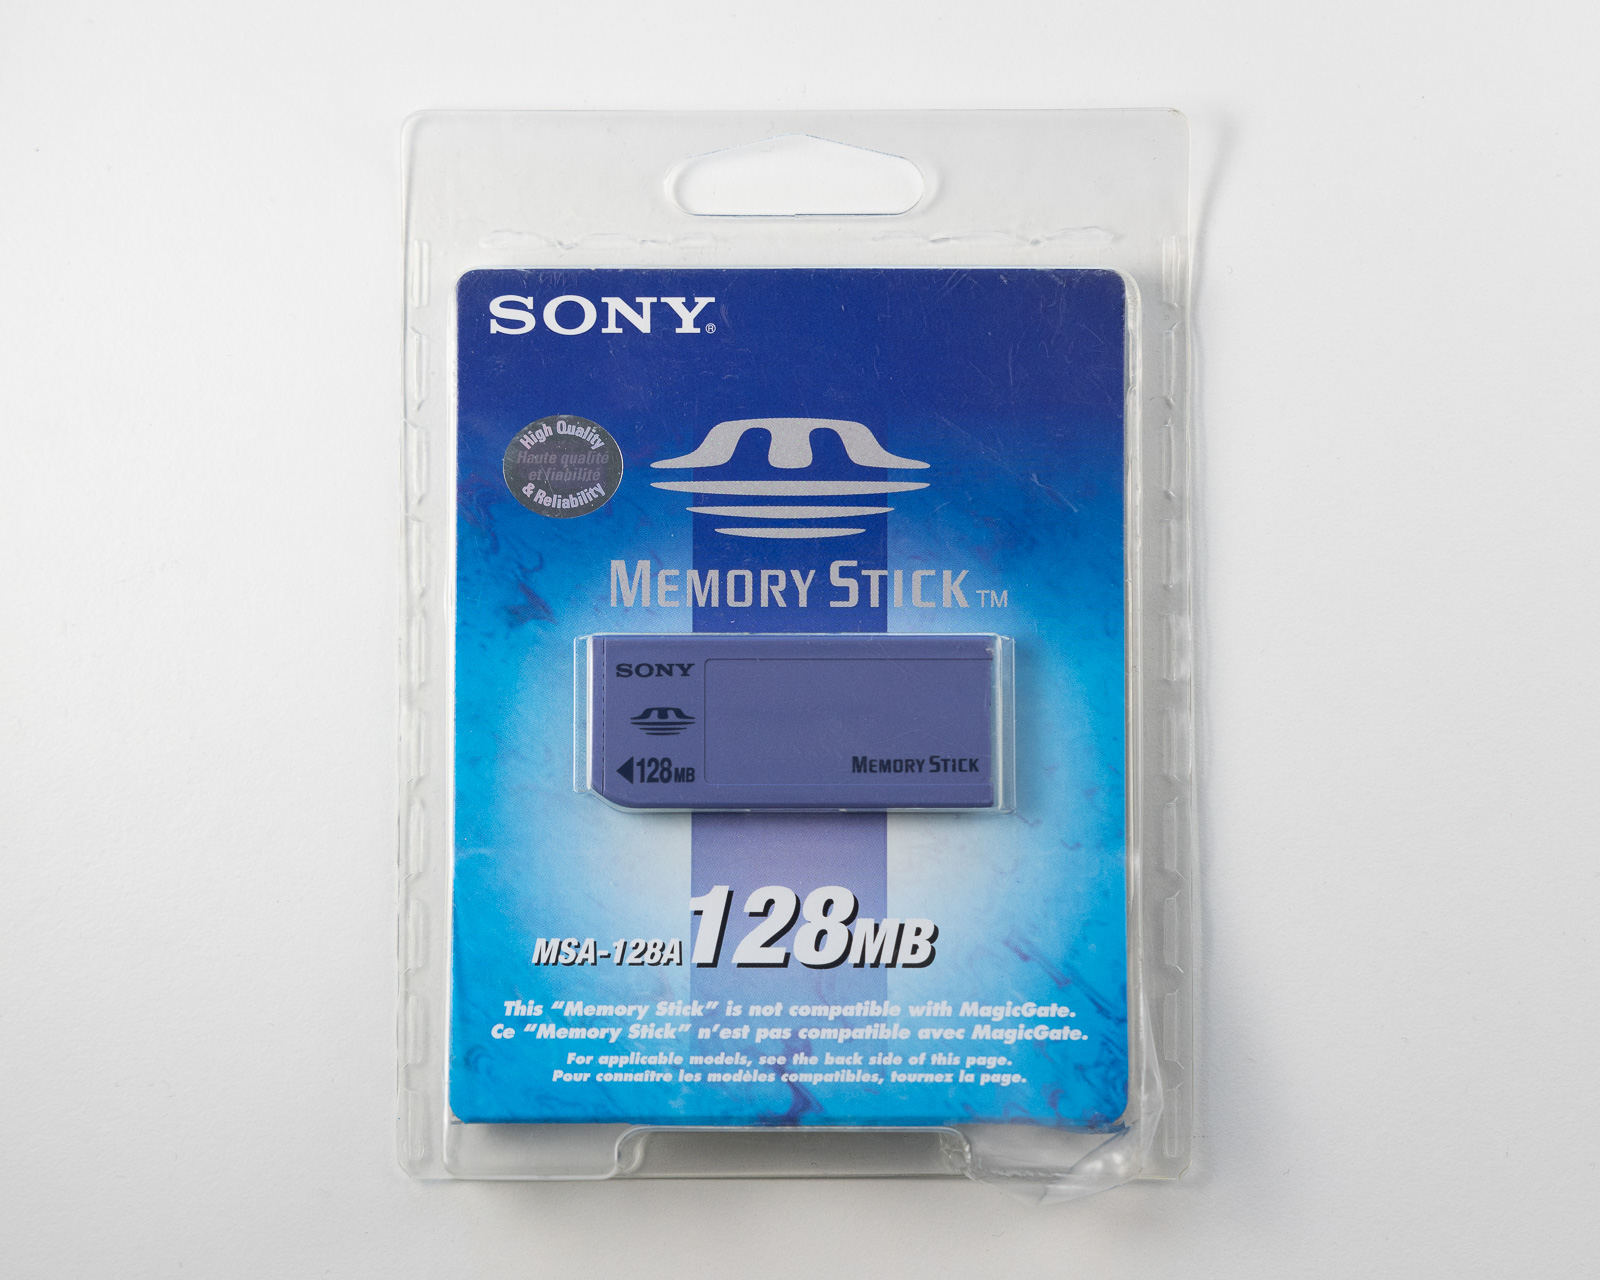 SONY®
High Quality
Haute qualité
et fiabilité
& Reliability
MEMORY STICK™
SONY
128MB
MEMORY STICK
MSA-128A 128MB
This “Memory Stick” is not compatible with MagicGate.
Ce “Memory Stick” n’est pas compatible avec MagicGate.
For applicable models, see the back side of this page.
Pour connaître les modèles compatibles, tournez la page.